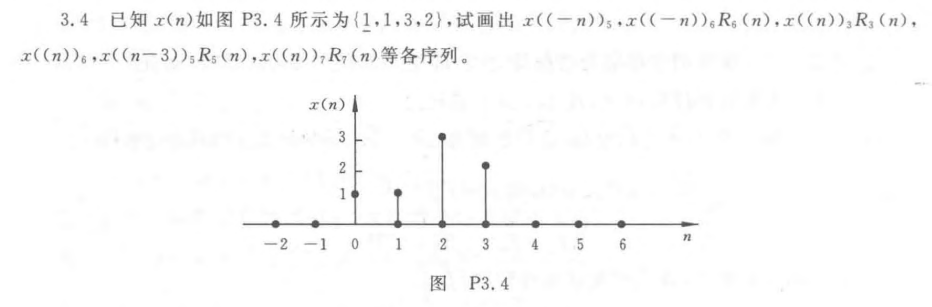 3.4 已知 x(n)如图 P3.4 所示为{1,1,3,2},试画出 x((-n))₅,x((-n))₆R₆(n),x((n))₃R₃(n),
x((n))₆,x((n-3))₅R₅(n),x((n))₇R₇(n)等各序列。
x(n)
3
2
1
-2 -1 0 1 2 3 4 5 6 n
图 P3.4